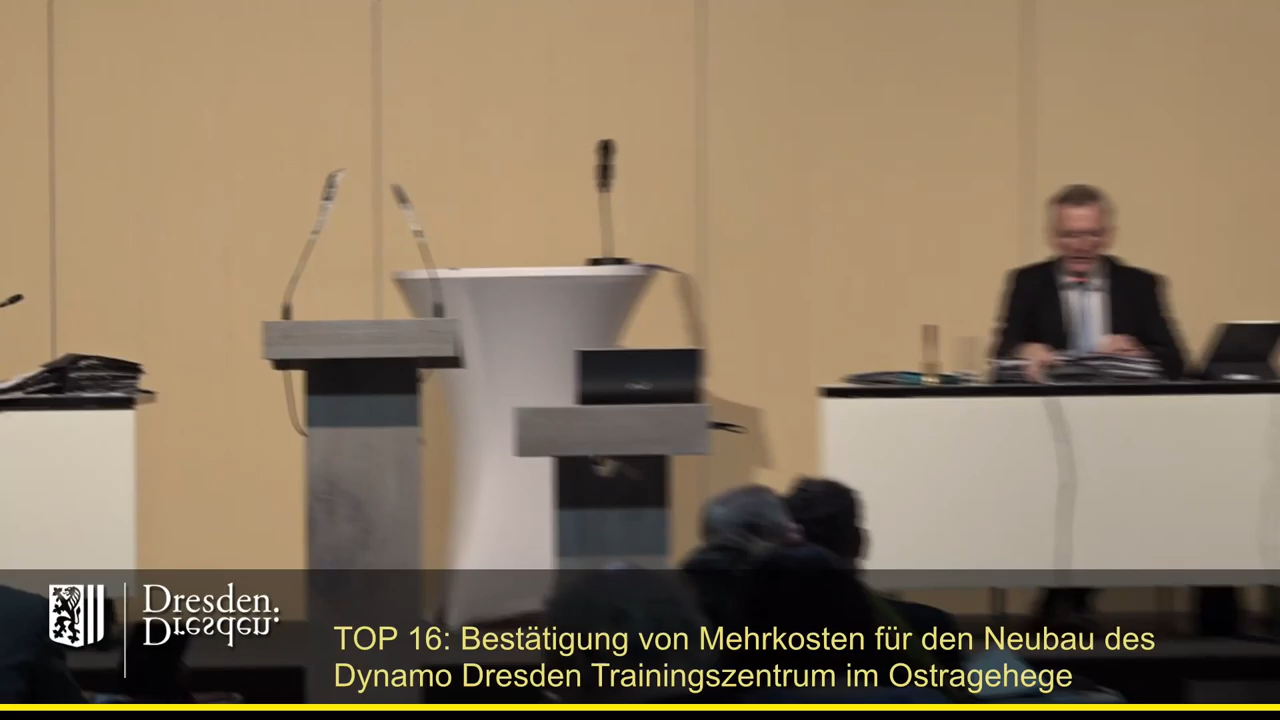 Dresden.
Dresden.
TOP 16: Bestätigung von Mehrkosten für den Neubau des
Dynamo Dresden Trainingszentrum im Ostragehege